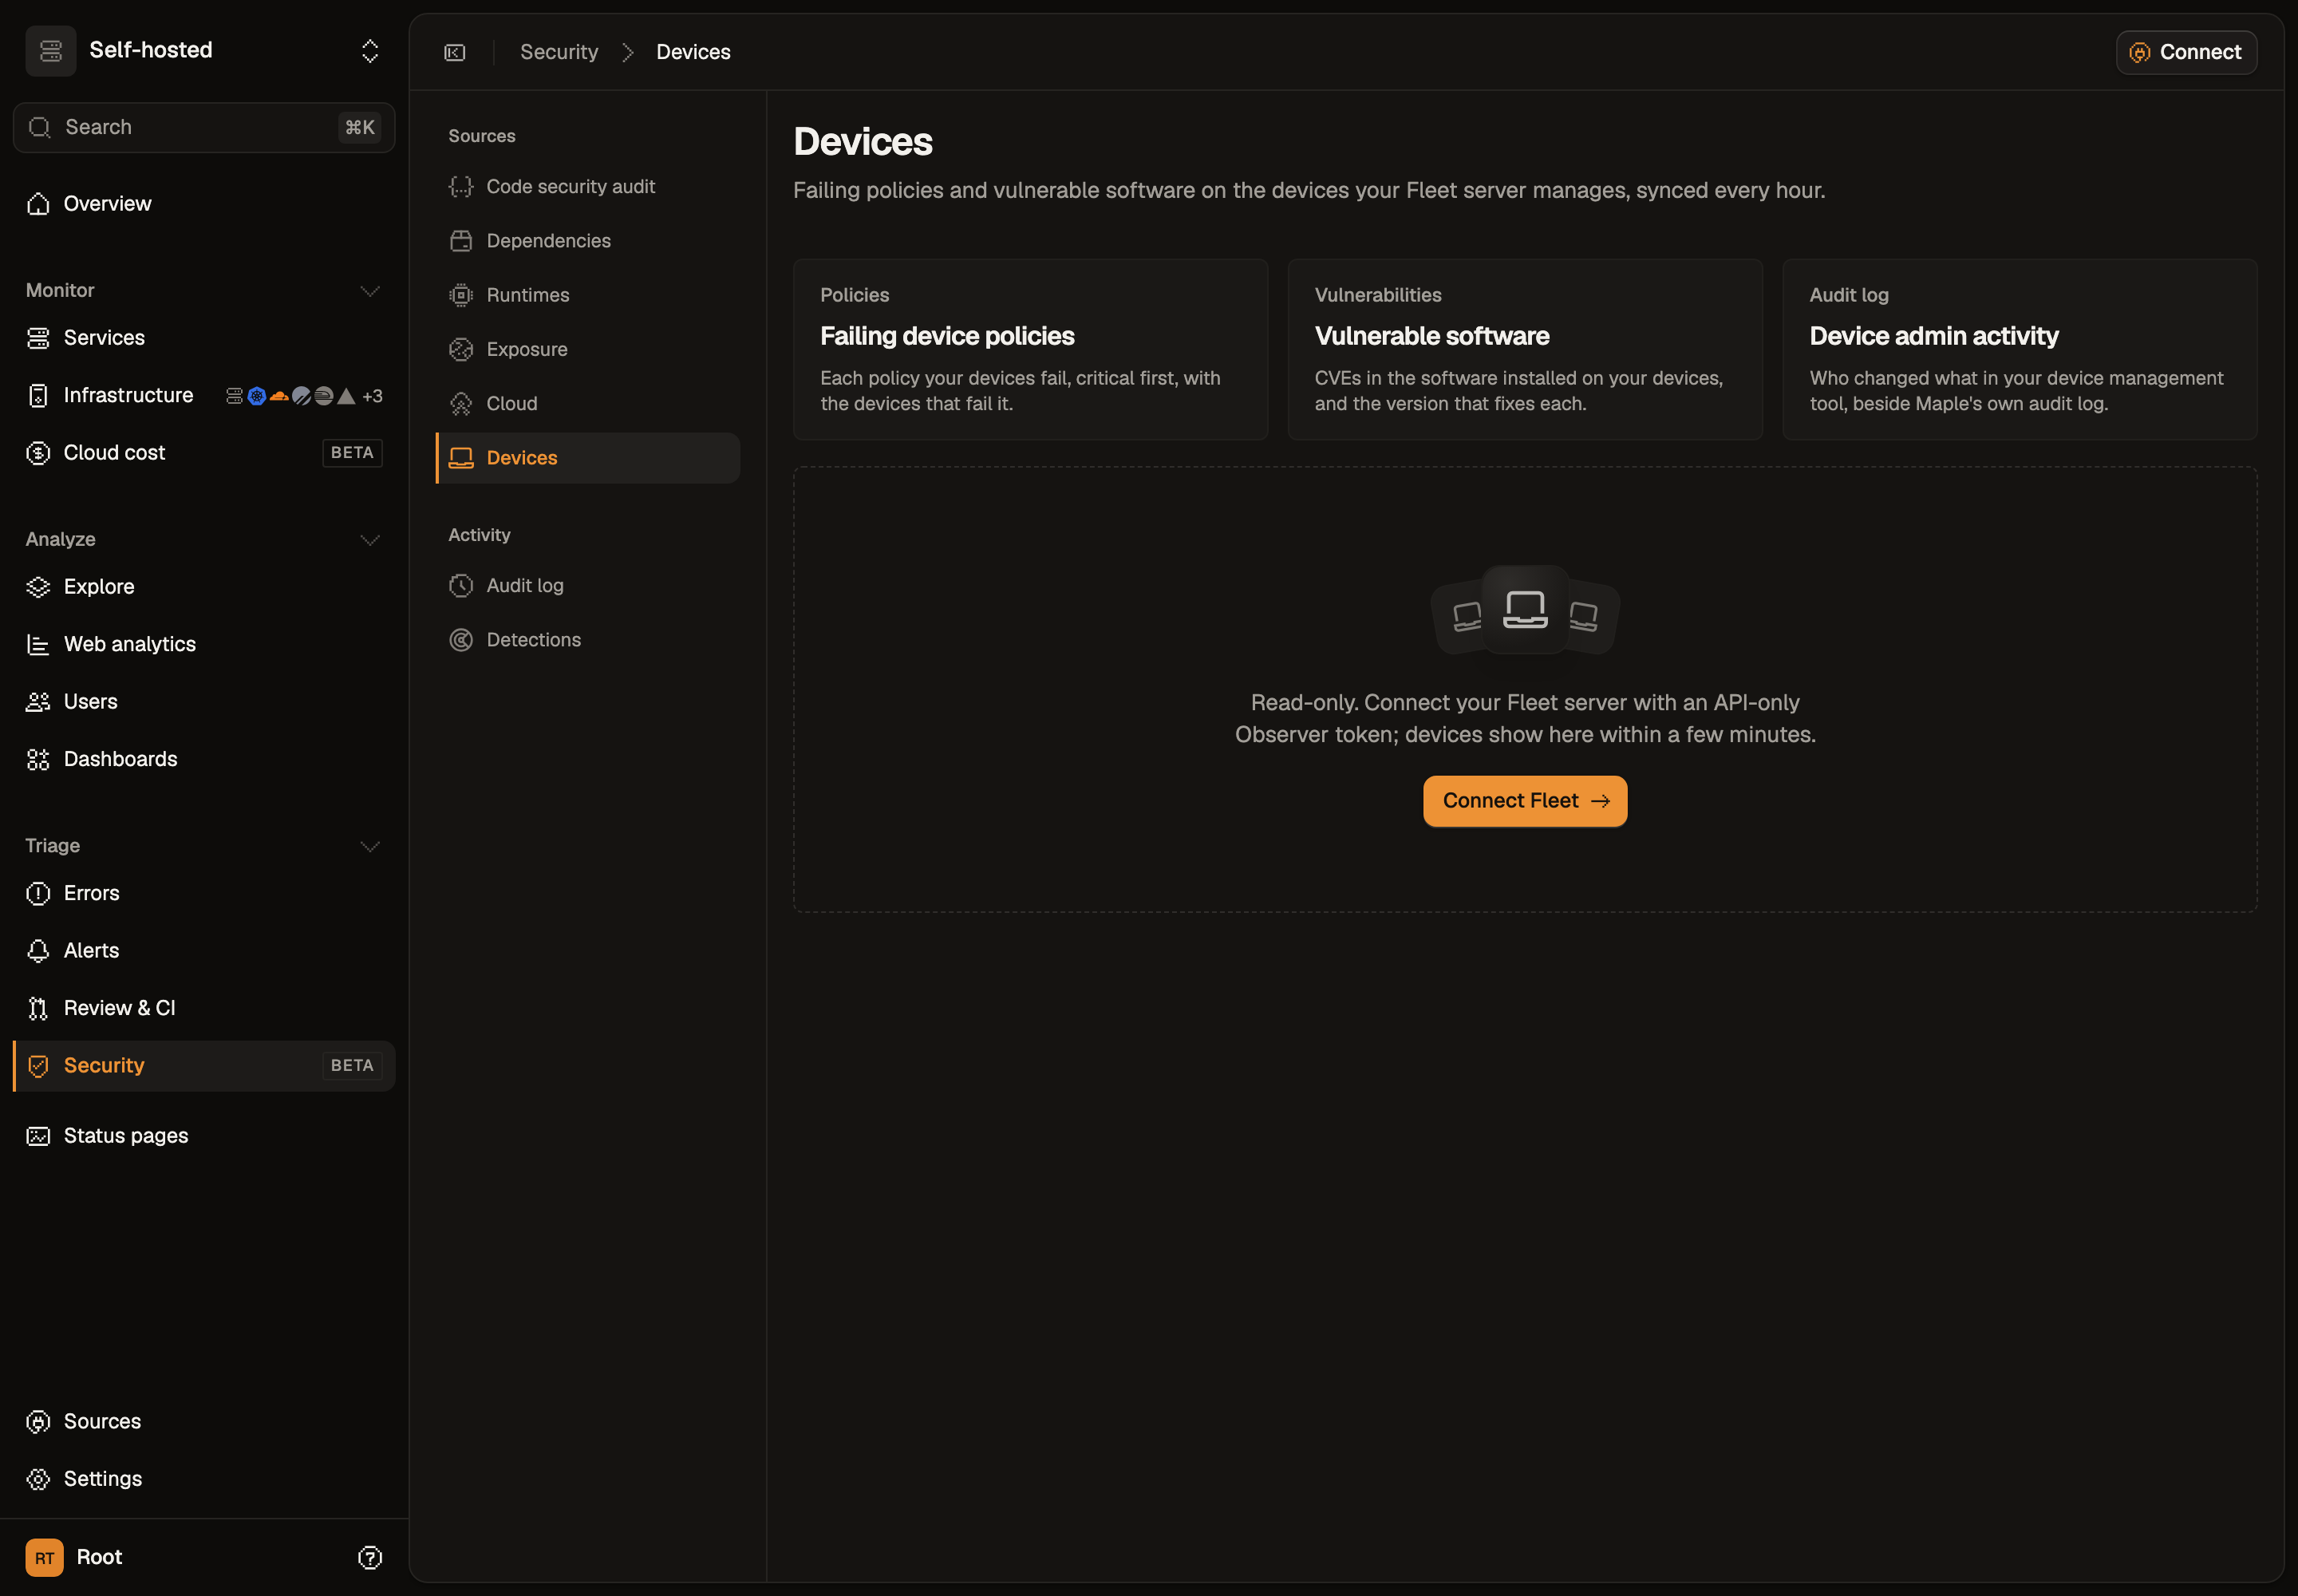 Self-hosted
Search
⌘K
Overview
Monitor
Services
Infrastructure
+3
Cloud cost
BETA
Analyze
Explore
Web analytics
Users
Dashboards
Triage
Errors
Alerts
Review & CI
Security
BETA
Status pages
Sources
Settings
RT
Root
Security
Devices
Connect
Sources
Code security audit
Dependencies
Runtimes
Exposure
Cloud
Devices
Activity
Audit log
Detections
Devices
Failing policies and vulnerable software on the devices your Fleet server manages, synced every hour.
Policies
Failing device policies
Each policy your devices fail, critical first, with
the devices that fail it.
Vulnerabilities
Vulnerable software
CVEs in the software installed on your devices,
and the version that fixes each.
Audit log
Device admin activity
Who changed what in your device management
tool, beside Maple's own audit log.
Read-only. Connect your Fleet server with an API-only
Observer token; devices show here within a few minutes.
Connect Fleet →